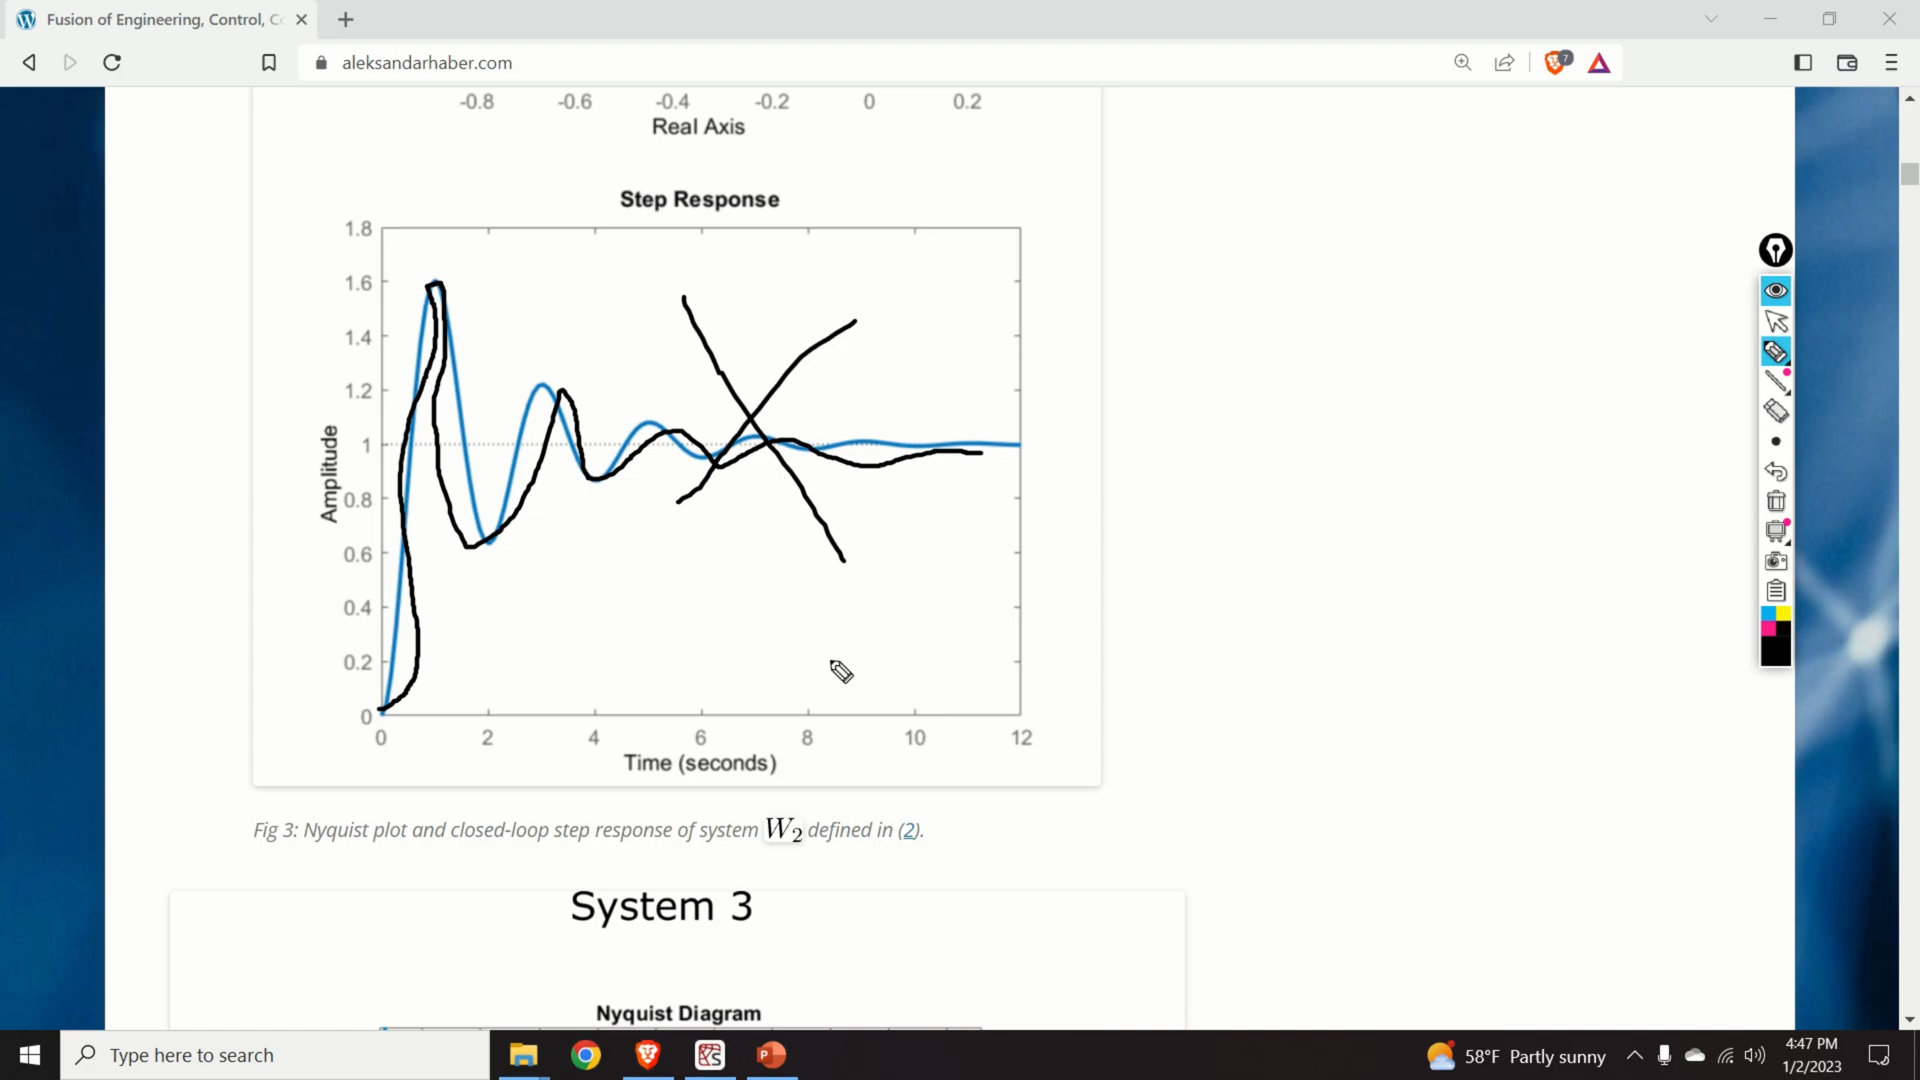 Fusion of Engineering, Control, Co
aleksandarhaber.com
7
-0.8 -0.6 -0.4 -0.2 0 0.2
Real Axis
Step Response
1.8
1.6
1.4
1.2
1
0.8
0.6
0.4
0.2
0
Amplitude
0 2 4 6 8 10 12
Time (seconds)
Fig 3: Nyquist plot and closed-loop step response of system W₂ defined in (2).
System 3
Nyquist Diagram
Type here to search
58°F Partly sunny
4:47 PM
1/2/2023